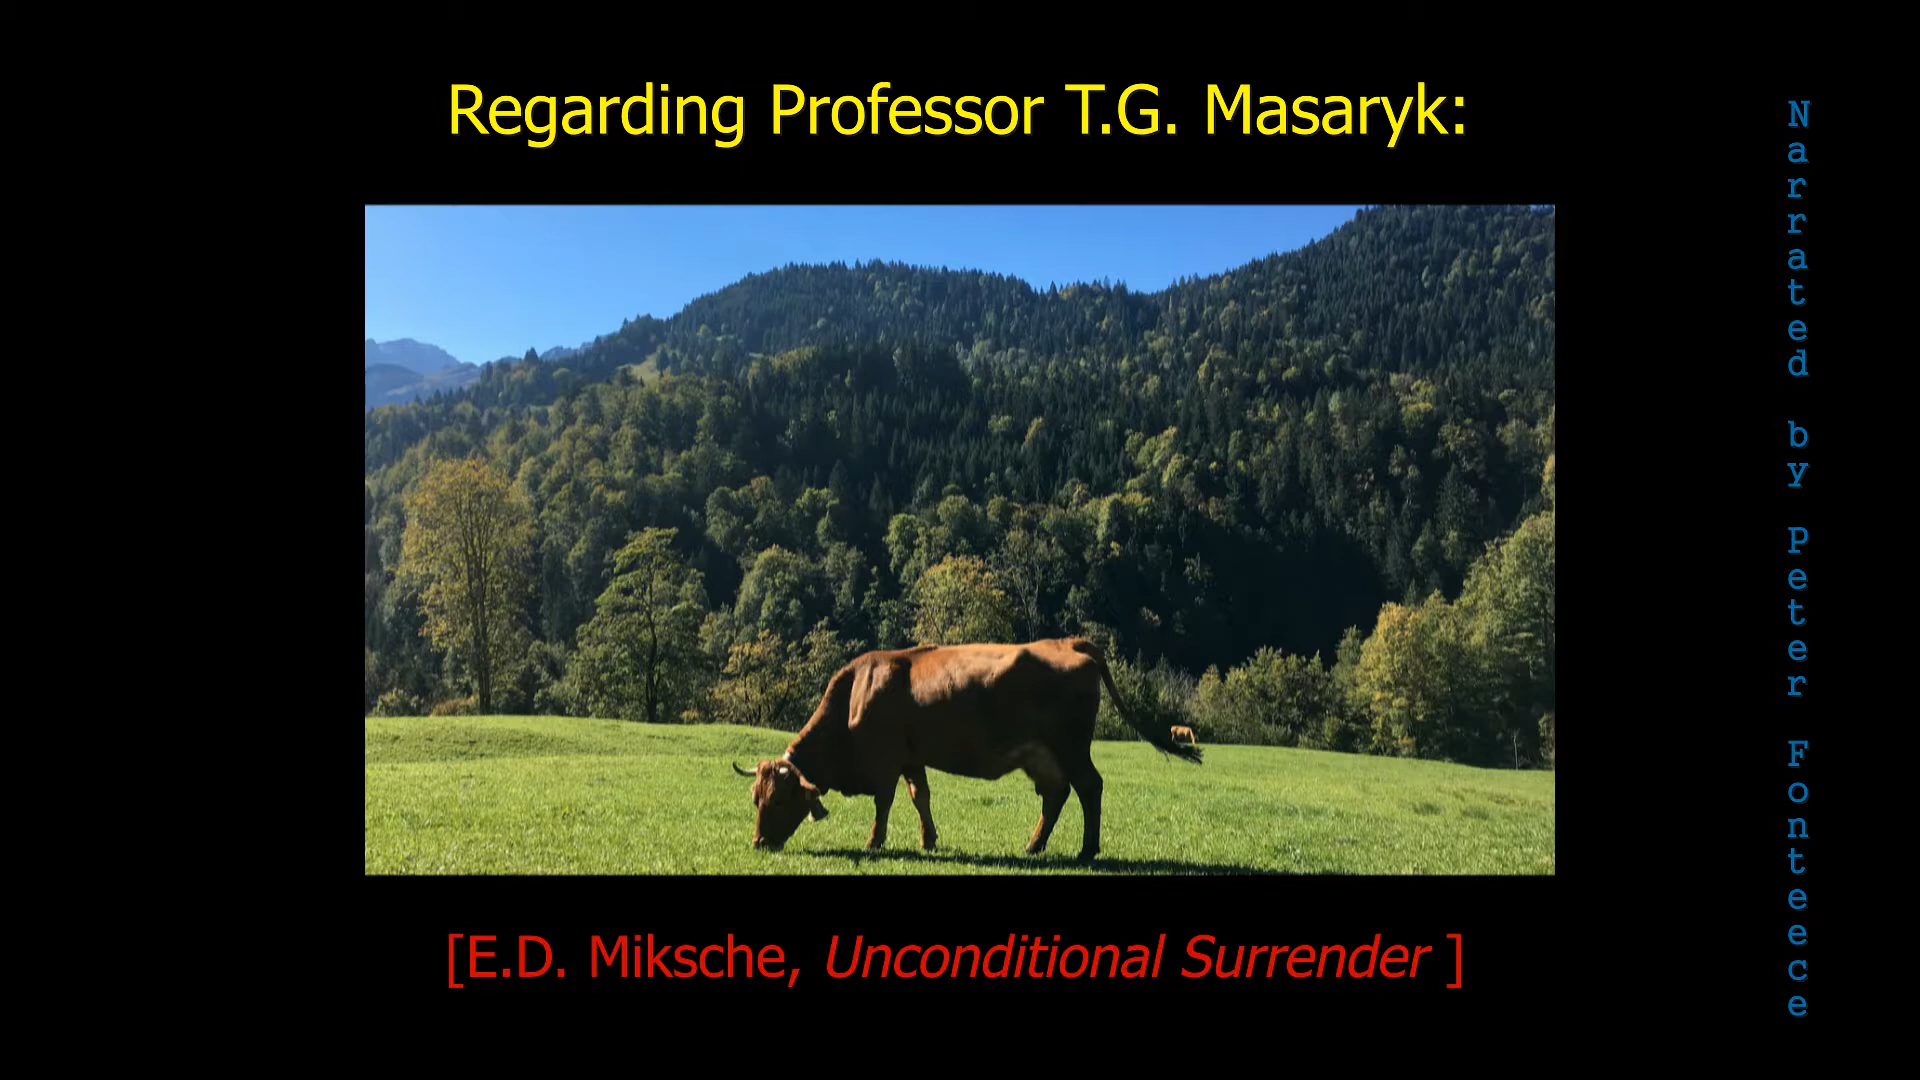 Regarding Professor T.G. Masaryk:
[E.D. Miksche, Unconditional Surrender ]
Narrated by peter Fonteece